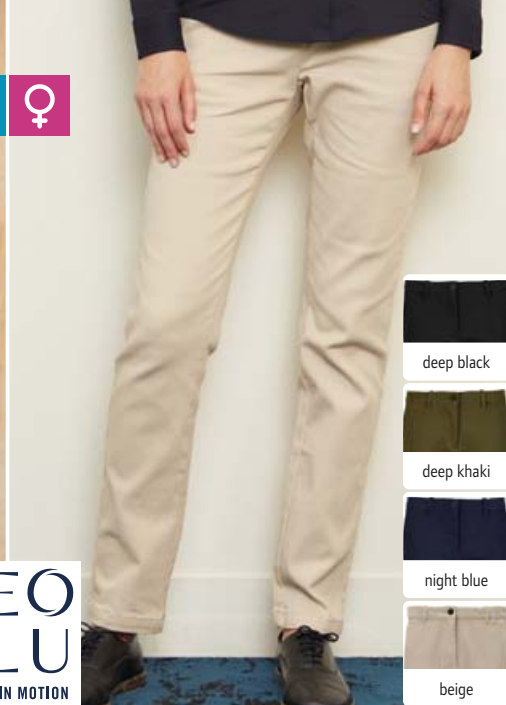 deep black
deep khaki
night blue
beige
EO
LU
IN MOTION